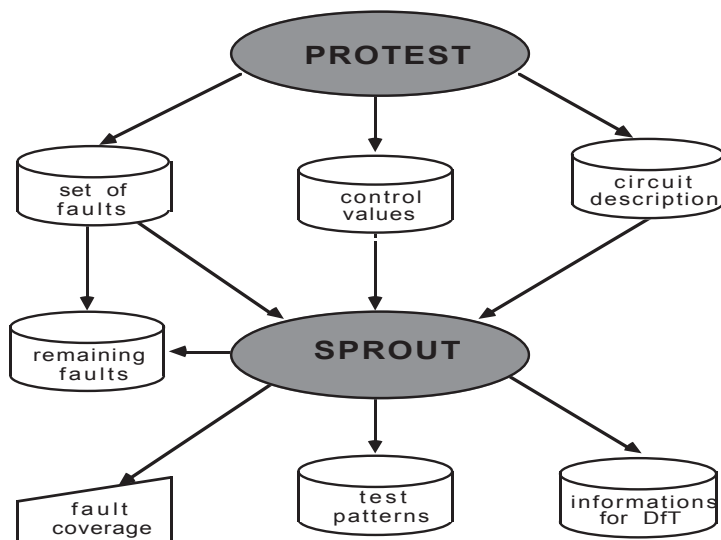 PROTEST
set of
faults
control
values
circuit
description
remaining
faults
SPROUT
fault
coverage
test
patterns
informations
for DfT